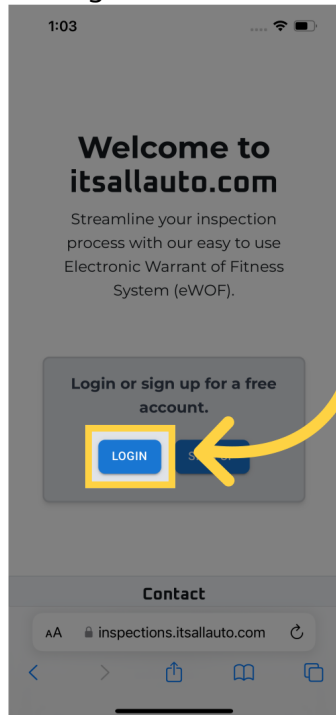 1:03
Welcome to
itsallauto.com
Streamline your inspection
process with our easy to use
Electronic Warrant of Fitness
System (eWOF).
Login or sign up for a free
account.
LOGIN
Contact
AA inspections.itsallauto.com